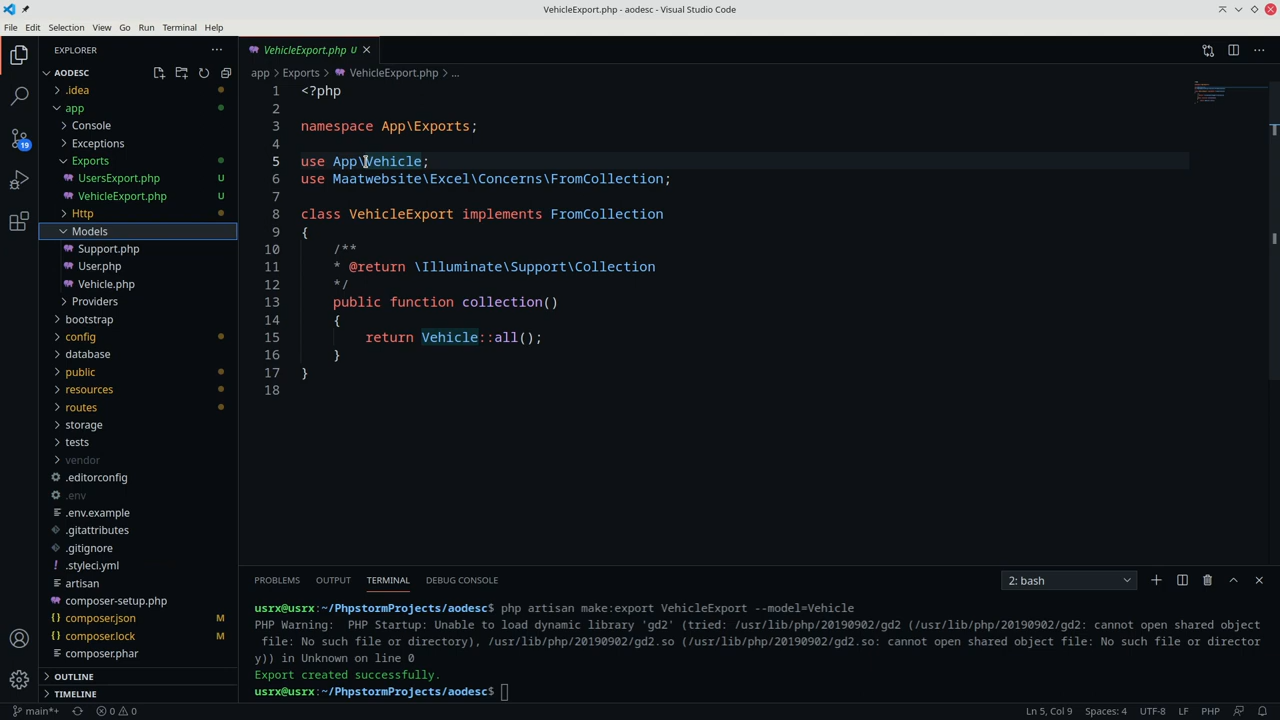 VehicleExport.php - aodesc - Visual Studio Code
File Edit Selection View Go Run Terminal Help
EXPLORER
AODESC
.idea
app
Console
Exceptions
Exports
UsersExport.php U
VehicleExport.php U
Http
Models
Support.php
User.php
Vehicle.php
Providers
bootstrap
config
database
public
resources
routes
storage
tests
vendor
.editorconfig
.env
.env.example
.gitattributes
.gitignore
.styleci.yml
artisan
composer-setup.php
composer.json M
composer.lock M
composer.phar
OUTLINE
TIMELINE
19
VehicleExport.php U
app > Exports > VehicleExport.php > ...
1 <?php
2
3 namespace App\Exports;
4
5 use App\Vehicle;
6 use Maatwebsite\Excel\Concerns\FromCollection;
7
8 class VehicleExport implements FromCollection
9 {
10 /**
11 * @return \Illuminate\Support\Collection
12 */
13 public function collection()
14 {
15 return Vehicle::all();
16 }
17 }
18
PROBLEMS OUTPUT TERMINAL DEBUG CONSOLE 2: bash
usrx@usrx:~/PhpstormProjects/aodesc$ php artisan make:export VehicleExport --model=Vehicle
PHP Warning:  PHP Startup: Unable to load dynamic library 'gd2' (tried: /usr/lib/php/20190902/gd2 (/usr/lib/php/20190902/gd2: cannot open shared object
 file: No such file or directory), /usr/lib/php/20190902/gd2.so (/usr/lib/php/20190902/gd2.so: cannot open shared object file: No such file or director
y)) in Unknown on line 0
Export created successfully.
usrx@usrx:~/PhpstormProjects/aodesc$
main*+ 0 0 Ln 5, Col 9 Spaces: 4 UTF-8 LF PHP